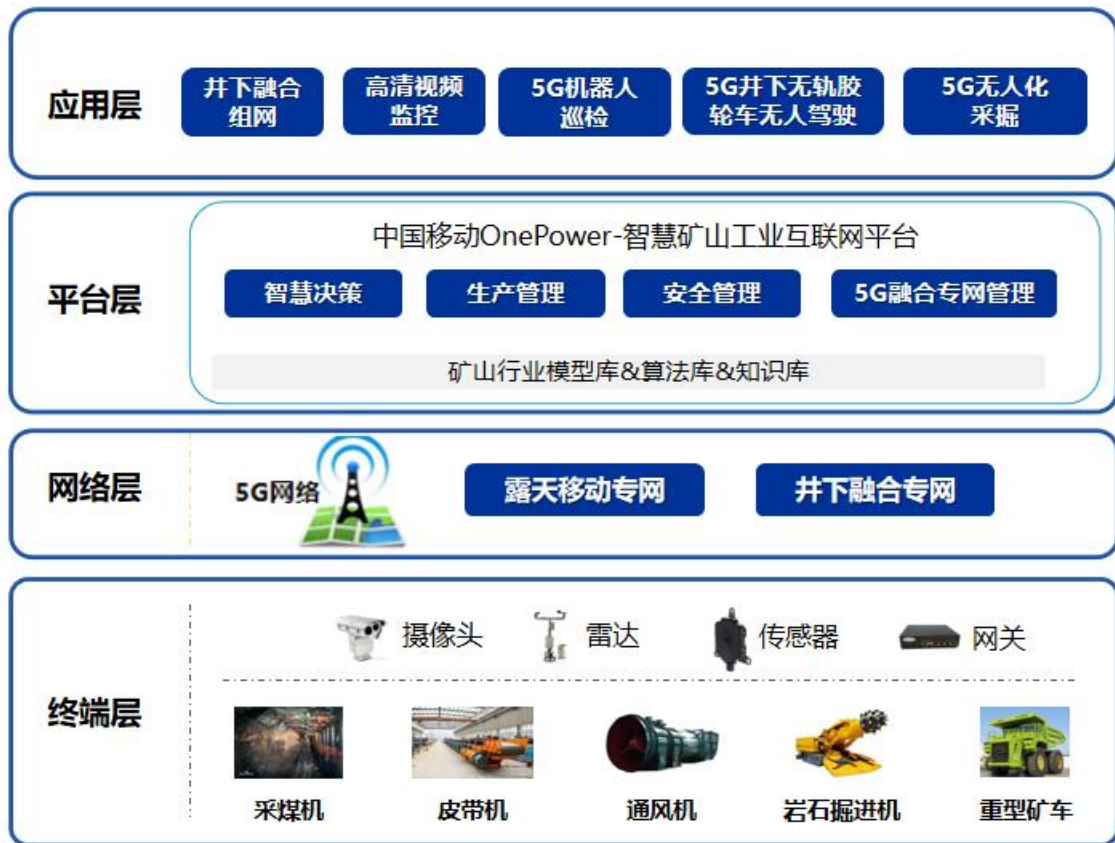 应用层
井下融合
组网
高清视频
监控
5G机器人
巡检
5G井下无轨胶
轮车无人驾驶
5G无人化
采掘
平台层
中国移动OnePower-智慧矿山工业互联网平台
智慧决策
生产管理
安全管理
5G融合专网管理
矿山行业模型库&算法库&知识库
网络层
5G网络
露天移动专网
井下融合专网
终端层
摄像头
雷达
传感器
网关
采煤机
皮带机
通风机
岩石掘进机
重型矿车